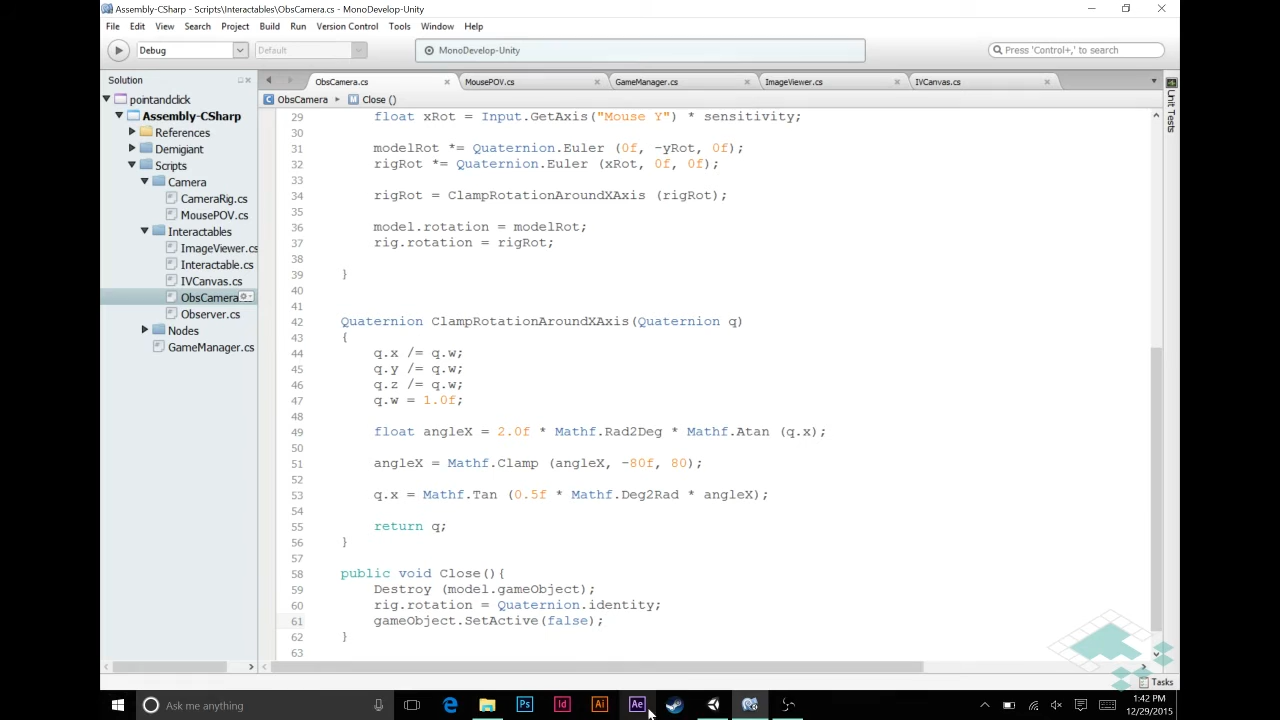 Assembly-CSharp - Scripts\Interactables\ObsCamera.cs - MonoDevelop-Unity
File Edit View Search Project Build Run Version Control Tools Window Help
Debug Default MonoDevelop-Unity Press 'Control+,' to search
Solution
ObsCamera.cs MousePOV.cs GameManager.cs ImageViewer.cs IVCanvas.cs
ObsCamera Close ()
pointandclick
Assembly-CSharp
References
Demigiant
Scripts
Camera
CameraRig.cs
MousePOV.cs
Interactables
ImageViewer.cs
Interactable.cs
IVCanvas.cs
ObsCamera
Observer.cs
Nodes
GameManager.cs
29 float xRot = Input.GetAxis("Mouse Y") * sensitivity;
30
31 modelRot *= Quaternion.Euler (0f, -yRot, 0f);
32 rigRot *= Quaternion.Euler (xRot, 0f, 0f);
33
34 rigRot = ClampRotationAroundXAxis (rigRot);
35
36 model.rotation = modelRot;
37 rig.rotation = rigRot;
38
39 }
40
41
42 Quaternion ClampRotationAroundXAxis(Quaternion q)
43 {
44 q.x /= q.w;
45 q.y /= q.w;
46 q.z /= q.w;
47 q.w = 1.0f;
48
49 float angleX = 2.0f * Mathf.Rad2Deg * Mathf.Atan (q.x);
50
51 angleX = Mathf.Clamp (angleX, -80f, 80);
52
53 q.x = Mathf.Tan (0.5f * Mathf.Deg2Rad * angleX);
54
55 return q;
56 }
57
58 public void Close(){
59 Destroy (model.gameObject);
60 rig.rotation = Quaternion.identity;
61 gameObject.SetActive(false);
62 }
63
Unit Tests
Tasks
Ask me anything
Ps Id Ai Ae
1:42 PM
12/29/2015